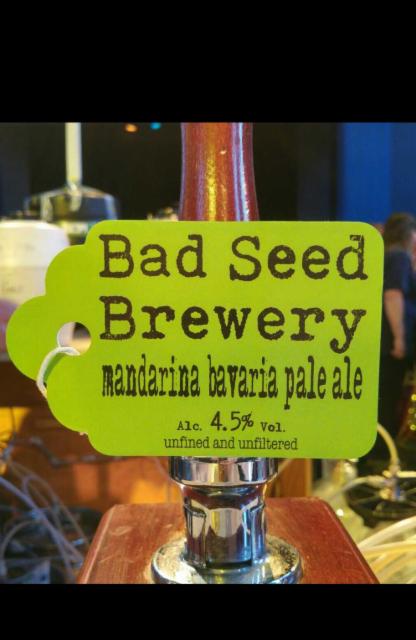 Bad Seed
Brewery
mandarina bavaria pale ale
Alc. 4.5% Vol.
unfined and unfiltered